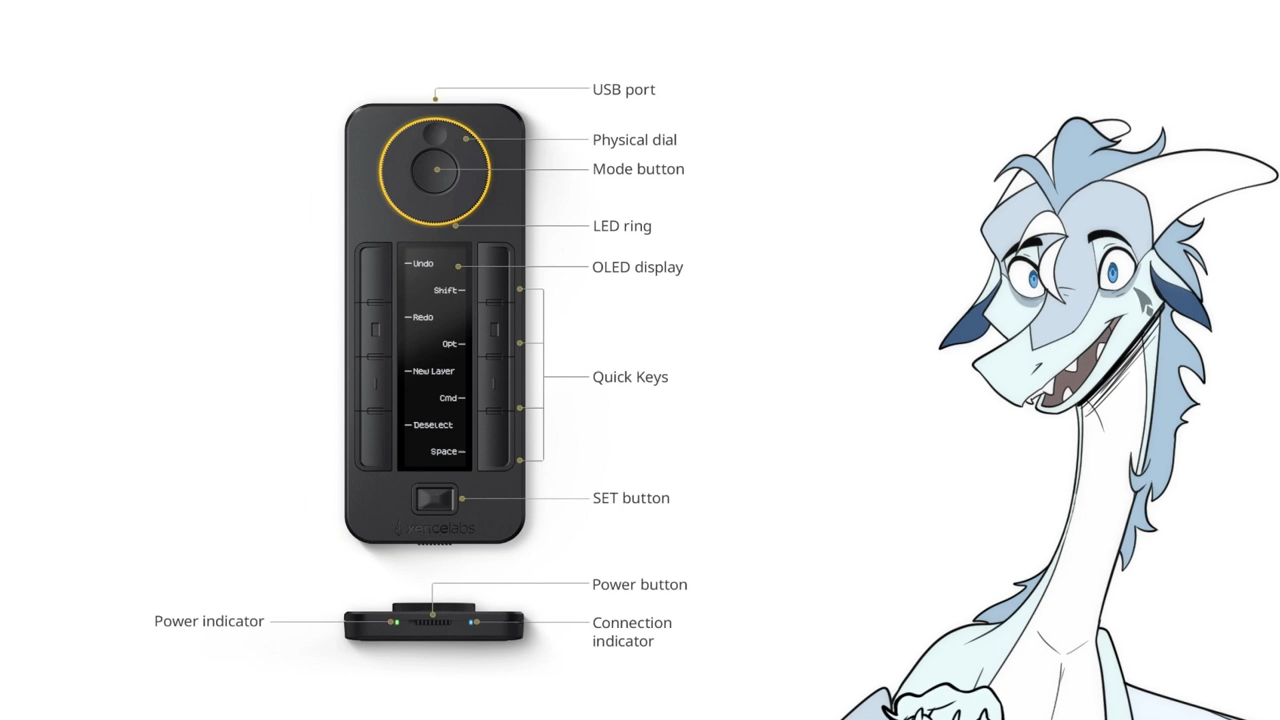 USB port
Physical dial
Mode button
LED ring
OLED display
Undo
Shift
Redo
Opt
New Layer
Cmd
Deselect
Space
Quick Keys
SET button
xencelabs
Power button
Power indicator
Connection
indicator